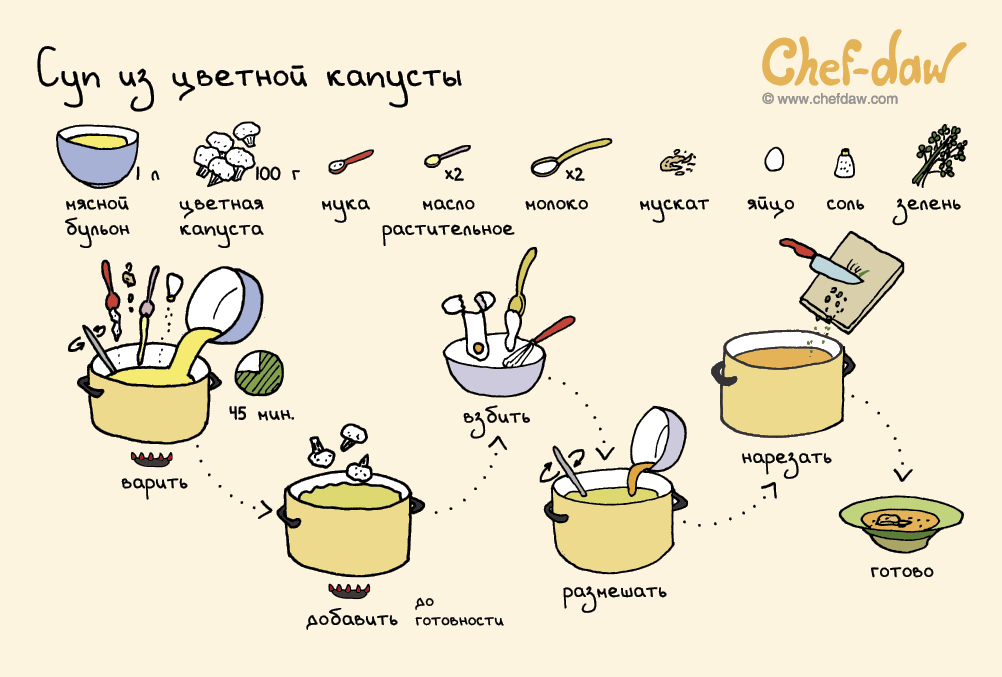 Суп из цветной капусты
Chef-daw
© www.chefdaw.com
1 л
100 г
x2
x2
мясной
бульон
цветная
капуста
мука
масло
растительное
молоко
мускат
яйцо
соль
зелень
45 мин.
варить
добавить
до
готовности
взбить
размешать
нарезать
готово